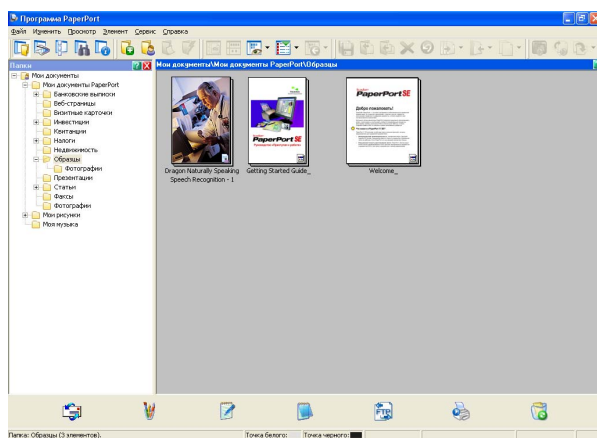 Программа PaperPort
Файл Изменить Просмотр Элемент Сервис Справка
Папки
Мои документы\Мои документы PaperPort\Образцы
Мои документы
Мои документы PaperPort
Банковские выписки
Веб-страницы
Визитные карточки
Инвестиции
Квитанции
Налоги
Недвижимость
Образцы
Фотографии
Презентации
Статьи
Факсы
Фотографии
Мои рисунки
Моя музыка
PaperPort SE
PaperPort SE
Добро пожаловать!
Dragon Naturally Speaking
Speech Recognition - 1
Getting Started Guide_
Welcome_
FTP
Папка: Образцы (3 элементов).
Точка белого:
Точка черного: